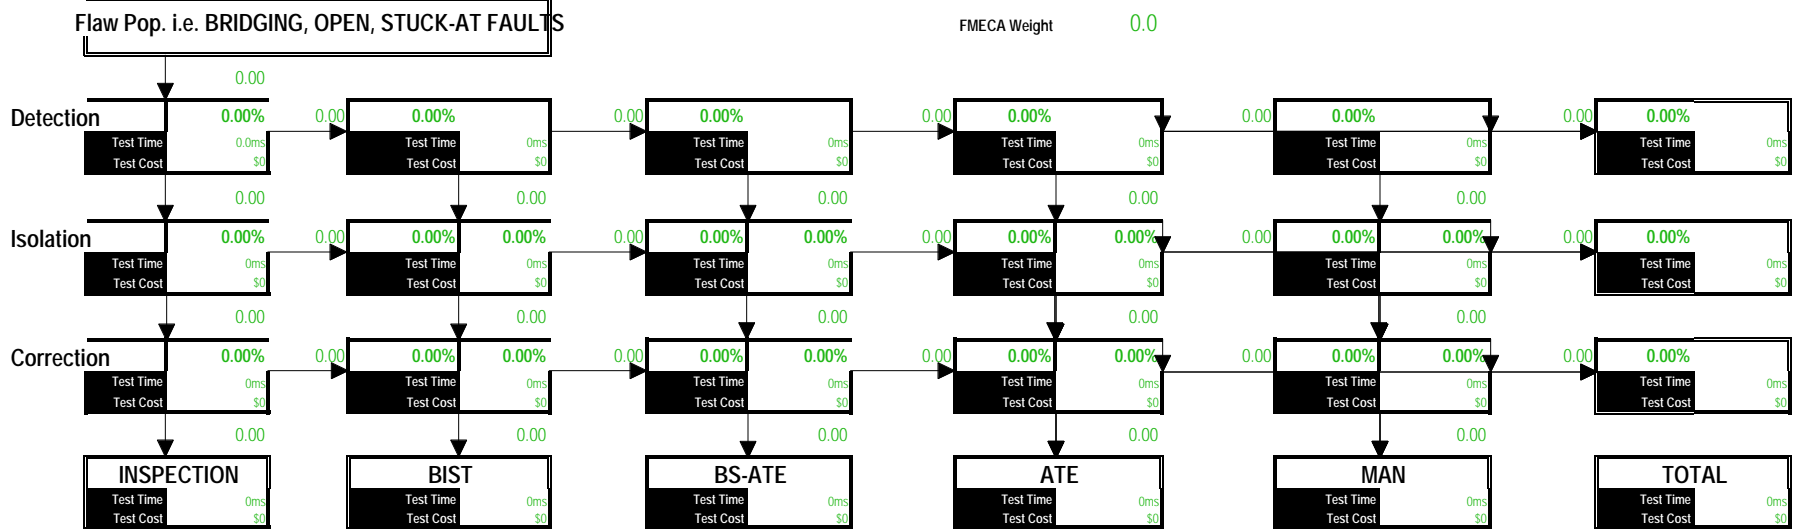 Flaw Pop. i.e. BRIDGING, OPEN, STUCK-AT FAULTS FMECA Weight 0.0
0.00
Detection 0.00% 0.00 0.00% 0.00 0.00% 0.00 0.00% 0.00 0.00% 0.00 0.00%
Test Time 0.0ms Test Time 0ms Test Time 0ms Test Time 0ms Test Time 0ms Test Time 0ms
Test Cost $0 Test Cost $0 Test Cost $0 Test Cost $0 Test Cost $0 Test Cost $0
0.00 0.00 0.00 0.00 0.00
Isolation 0.00% 0.00 0.00% 0.00% 0.00 0.00% 0.00% 0.00 0.00% 0.00% 0.00 0.00% 0.00% 0.00 0.00%
Test Time 0ms Test Time 0ms Test Time 0ms Test Time 0ms Test Time 0ms Test Time 0ms
Test Cost $0 Test Cost $0 Test Cost $0 Test Cost $0 Test Cost $0 Test Cost $0
0.00 0.00 0.00 0.00 0.00
Correction 0.00% 0.00 0.00% 0.00% 0.00 0.00% 0.00% 0.00 0.00% 0.00% 0.00 0.00% 0.00% 0.00 0.00%
Test Time 0ms Test Time 0ms Test Time 0ms Test Time 0ms Test Time 0ms Test Time 0ms
Test Cost $0 Test Cost $0 Test Cost $0 Test Cost $0 Test Cost $0 Test Cost $0
0.00 0.00 0.00 0.00 0.00
INSPECTION BIST BS-ATE ATE MAN TOTAL
Test Time 0ms Test Time 0ms Test Time 0ms Test Time 0ms Test Time 0ms Test Time 0ms
Test Cost $0 Test Cost $0 Test Cost $0 Test Cost $0 Test Cost $0 Test Cost $0